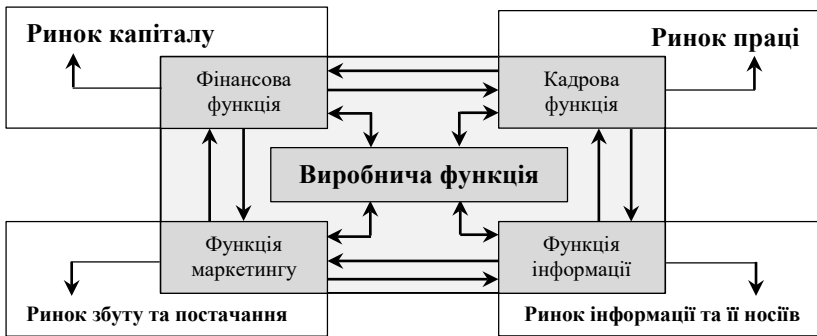 Ринок капіталу
Ринок праці
Фінансова
функція
Кадрова
функція
Виробнича функція
Функція
маркетингу
Функція
інформації
Ринок збуту та постачання
Ринок інформації та її носіїв